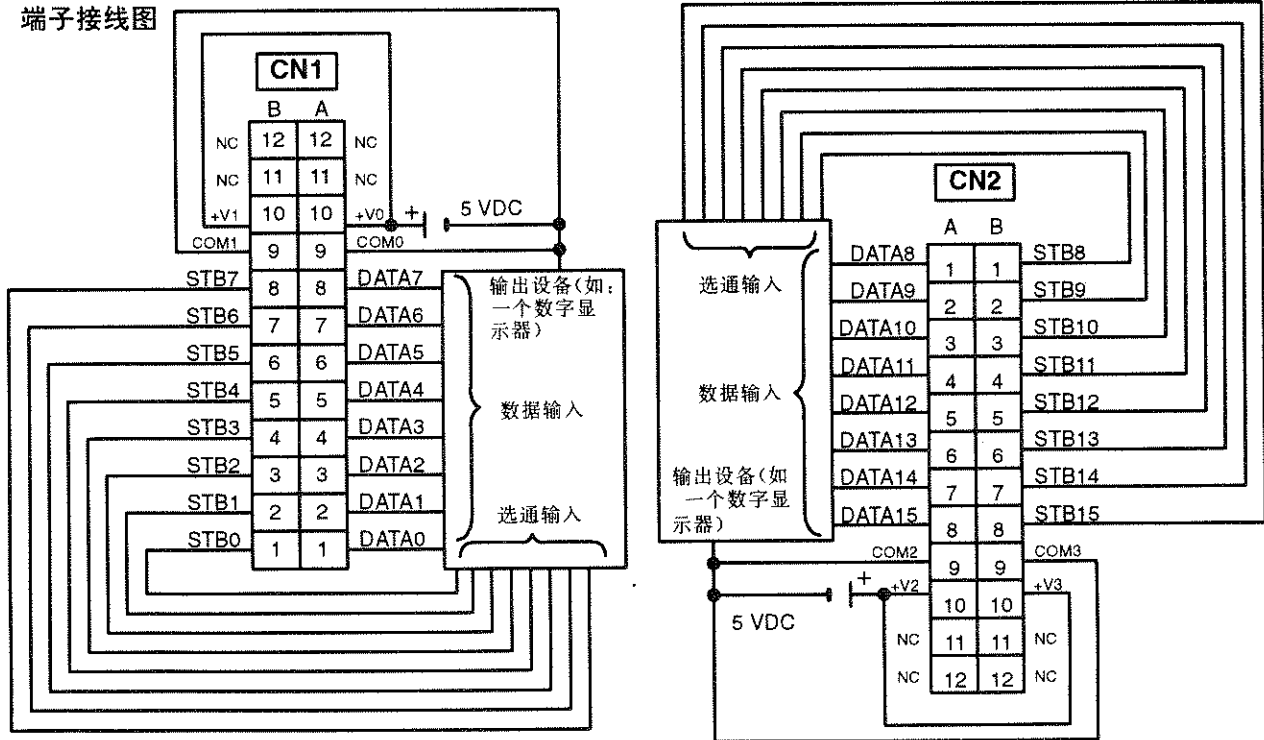 端子接线图
CN1
B A
NC 12 12 NC
NC 11 11 NC
+V1 10 10 +V0 + 5 VDC
COM1 9 9 COM0
STB7 8 8 DATA7
STB6 7 7 DATA6
STB5 6 6 DATA5
STB4 5 5 DATA4
STB3 4 4 DATA3
STB2 3 3 DATA2
STB1 2 2 DATA1
STB0 1 1 DATA0
输出设备(如:
一个数字显
示器)
数据输入
选通输入
CN2
A B
DATA8 1 1 STB8
DATA9 2 2 STB9
DATA10 3 3 STB10
DATA11 4 4 STB11
DATA12 5 5 STB12
DATA13 6 6 STB13
DATA14 7 7 STB14
DATA15 8 8 STB15
COM2 9 9 COM3
+ +V2 10 10 +V3
5 VDC
NC 11 11 NC
NC 12 12 NC
选通输入
数据输入
输出设备(如
一个数字显
示器)